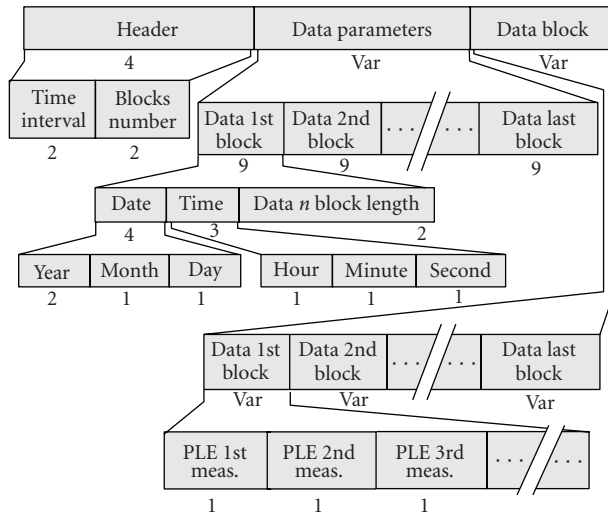 Header Data parameters Data block
4 Var Var
Time interval Blocks number
2 2
Data 1st block Data 2nd block ... ... Data last block
9 9 9
Date Time Data n block length
4 3 2
Year Month Day Hour Minute Second
2 1 1 1 1 1
Data 1st block Data 2nd block ... ... Data last block
Var Var Var
PLE 1st meas. PLE 2nd meas. PLE 3rd meas. ... ...
1 1 1